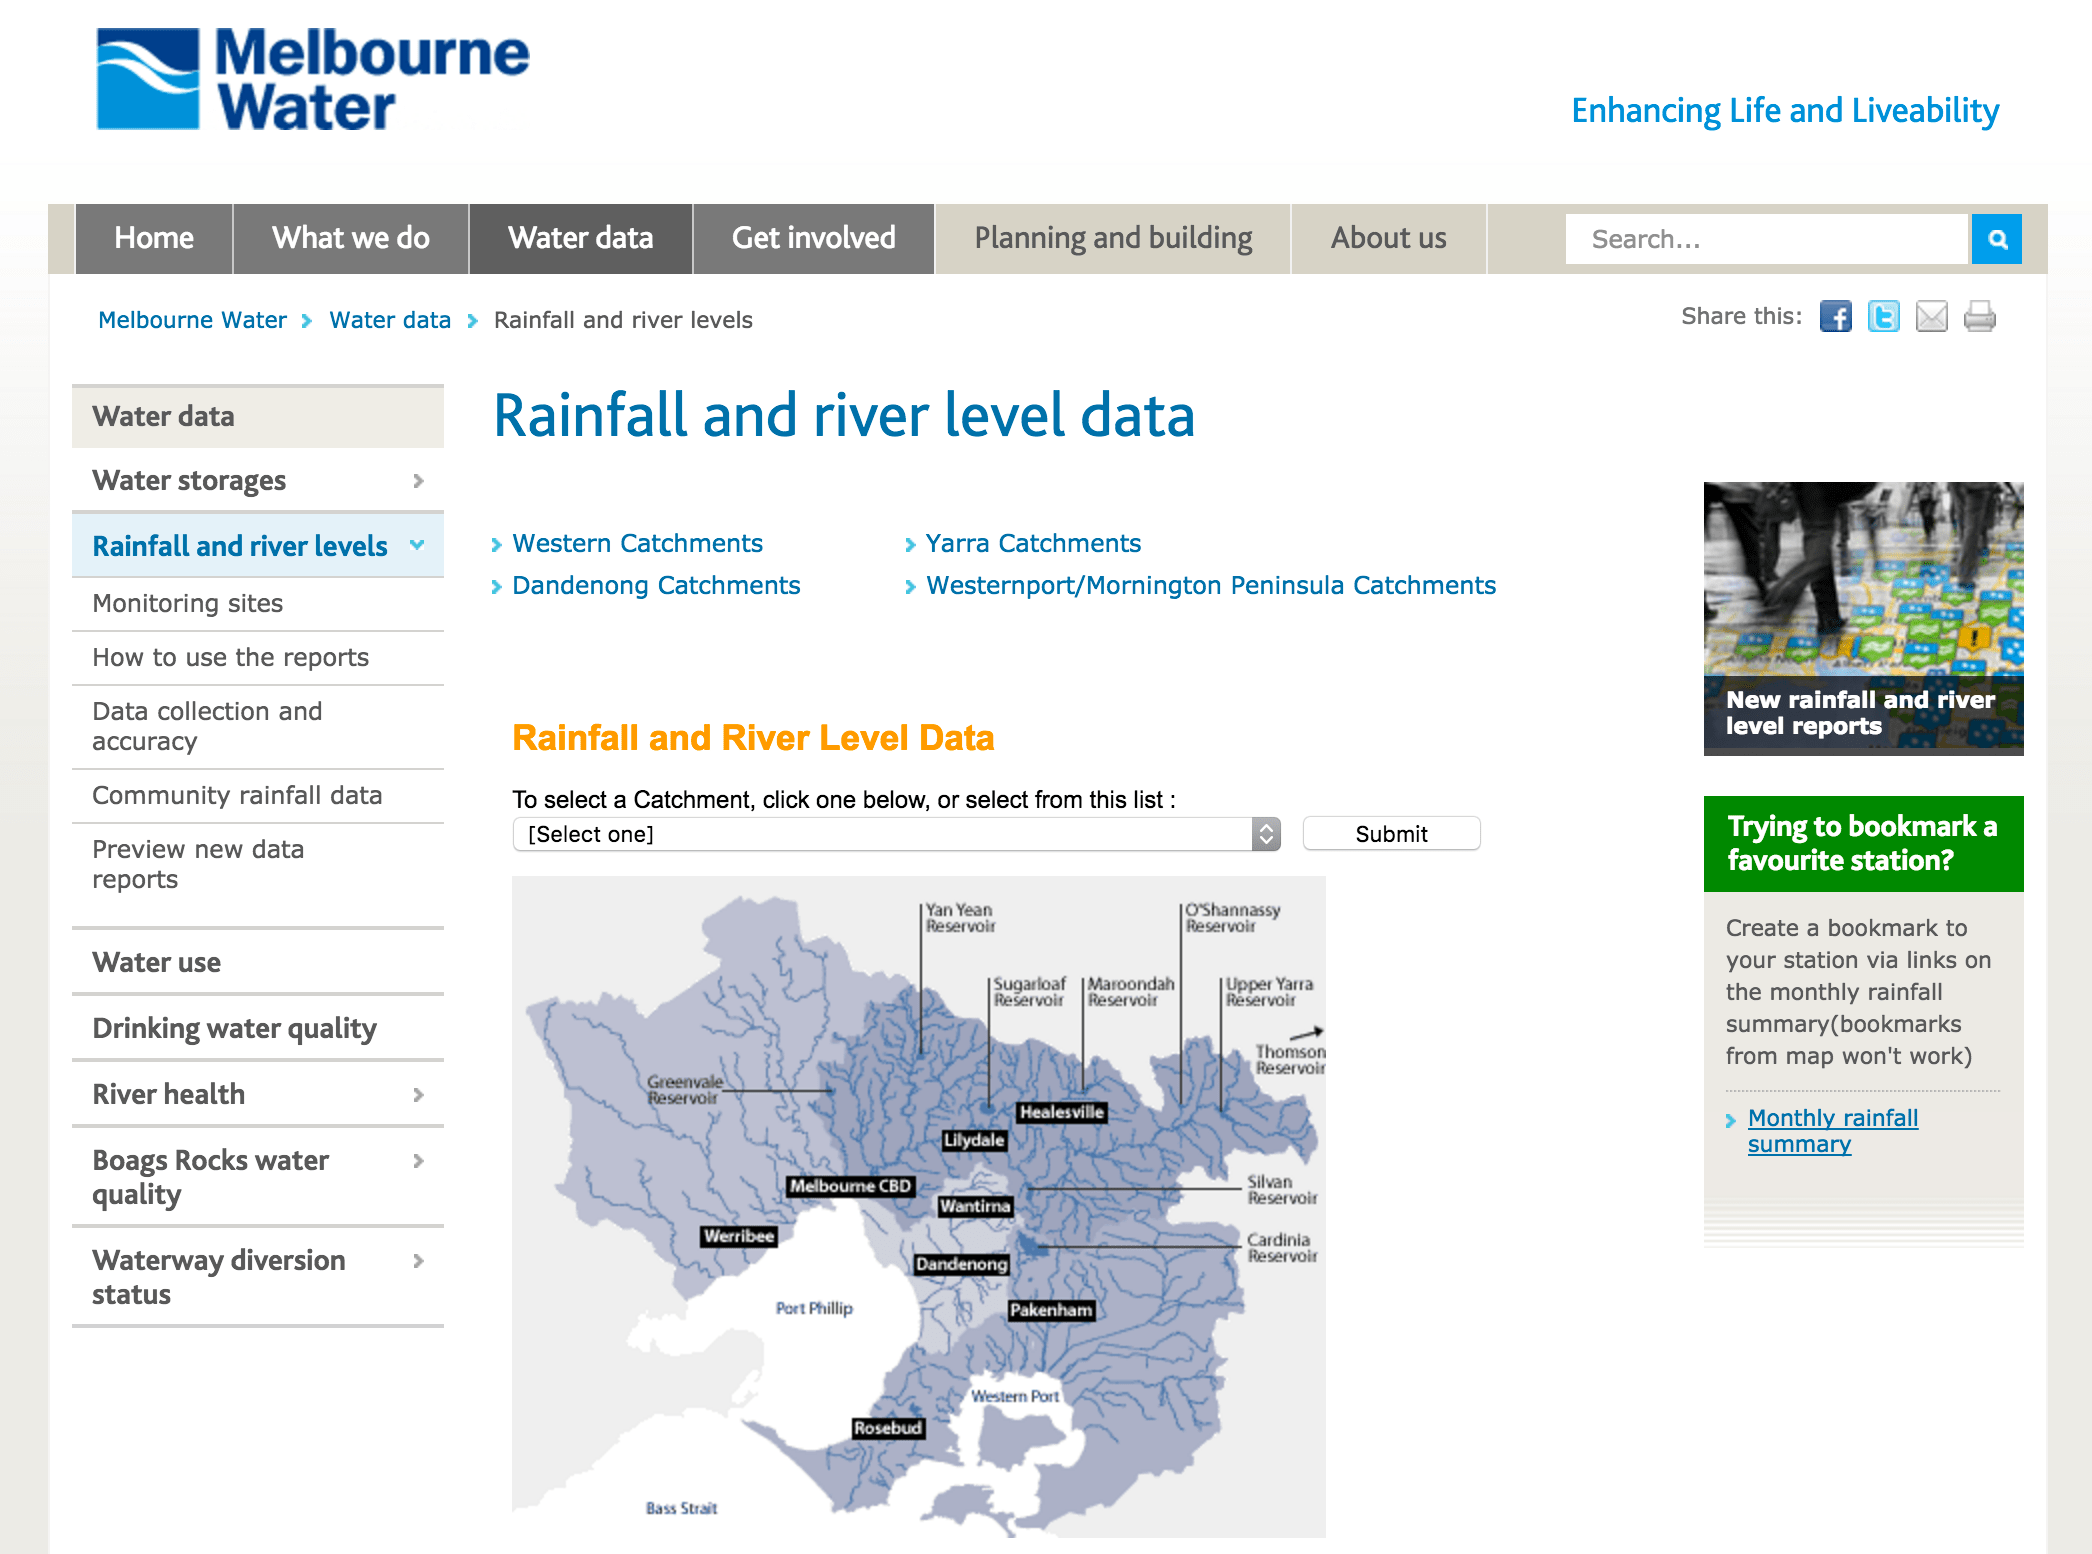 Melbourne
Water
Enhancing Life and Liveability
Home
What we do
Water data
Get involved
Planning and building
About us
Search...
Melbourne Water
Water data
Rainfall and river levels
Share this:
Water data
Water storages
Rainfall and river levels
Monitoring sites
How to use the reports
Data collection and
accuracy
Community rainfall data
Preview new data
reports
Water use
Drinking water quality
River health
Boags Rocks water
quality
Waterway diversion
status
Rainfall and river level data
Western Catchments
Yarra Catchments
Dandenong Catchments
Westernport/Mornington Peninsula Catchments
Rainfall and River Level Data
To select a Catchment, click one below, or select from this list :
[Select one]
Submit
Yan Yean
Reservoir
O'Shannassy
Reservoir
Sugarloaf
Reservoir
Maroondah
Reservoir
Upper Yarra
Reservoir
Thomson
Reservoir
Greenvale
Reservoir
Healesville
Lilydale
Melbourne CBD
Wantirna
Silvan
Reservoir
Werribee
Cardinia
Reservoir
Dandenong
Port Phillip
Pakenham
Western Port
Rosebud
Bass Strait
New rainfall and river
level reports
Trying to bookmark a
favourite station?
Create a bookmark to
your station via links on
the monthly rainfall
summary(bookmarks
from map won't work)
Monthly rainfall
summary